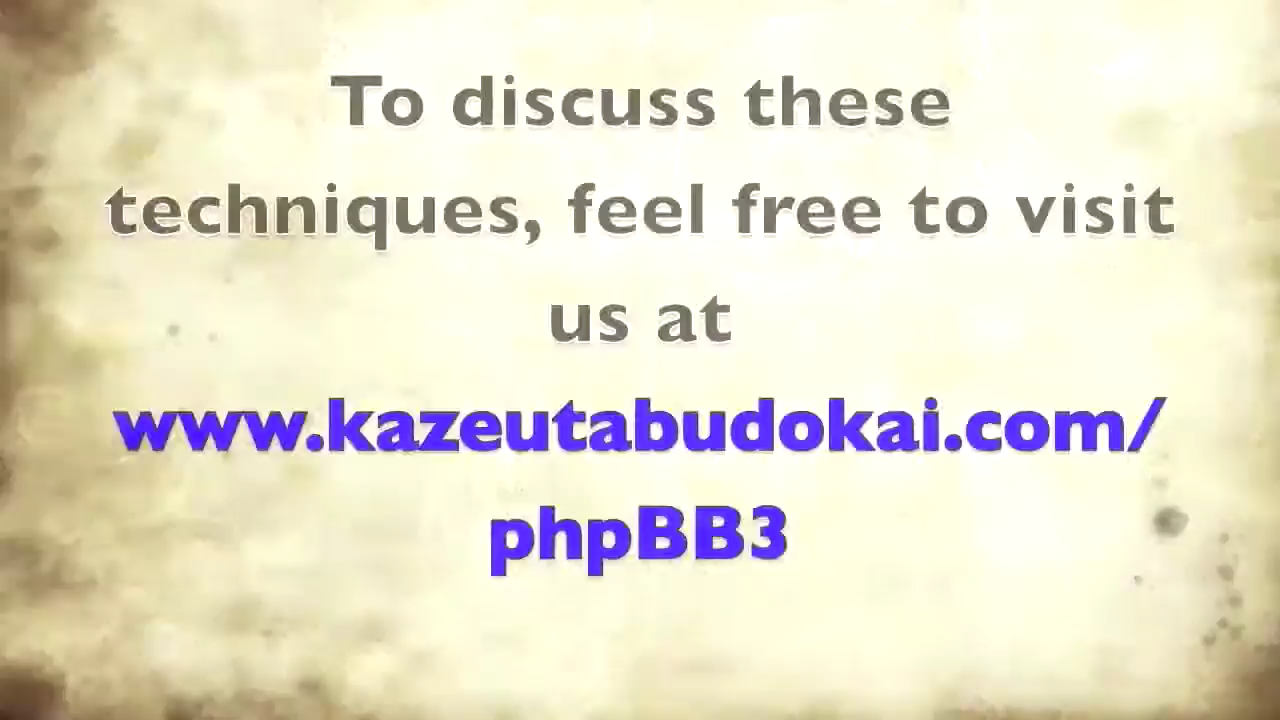 To discuss these
techniques, feel free to visit
us at
www.kazeutabudokai.com/
phpBB3